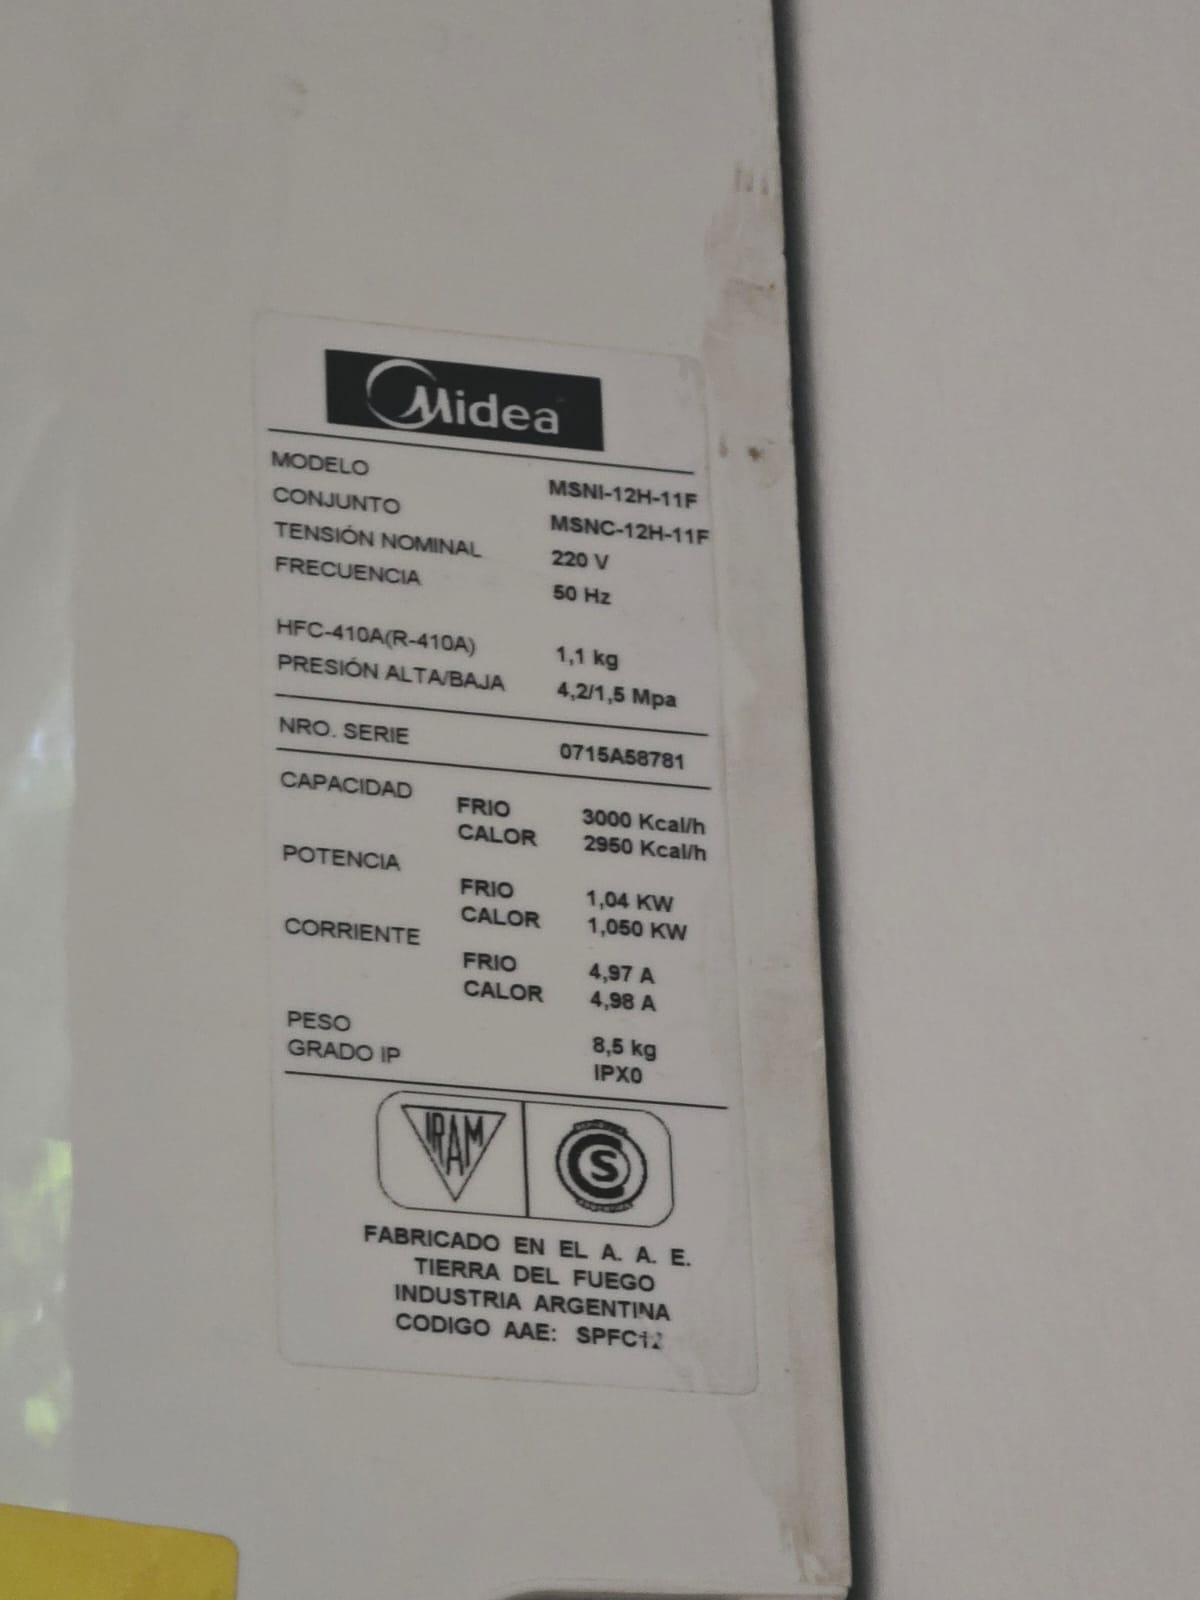 Midea
MODELO MSNI-12H-11F
CONJUNTO MSNC-12H-11F
TENSIÓN NOMINAL 220 V
FRECUENCIA 50 Hz
HFC-410A(R-410A) 1,1 kg
PRESIÓN ALTA/BAJA 4,2/1,5 Mpa
NRO. SERIE 0715A58781
CAPACIDAD
FRIO 3000 Kcal/h
CALOR 2950 Kcal/h
POTENCIA
FRIO 1,04 KW
CALOR 1,050 KW
CORRIENTE
FRIO 4,97 A
CALOR 4,98 A
PESO 8,5 kg
GRADO IP IPX0
IRAM
S
FABRICADO EN EL A. A. E.
TIERRA DEL FUEGO
INDUSTRIA ARGENTINA
CODIGO AAE: SPFC12